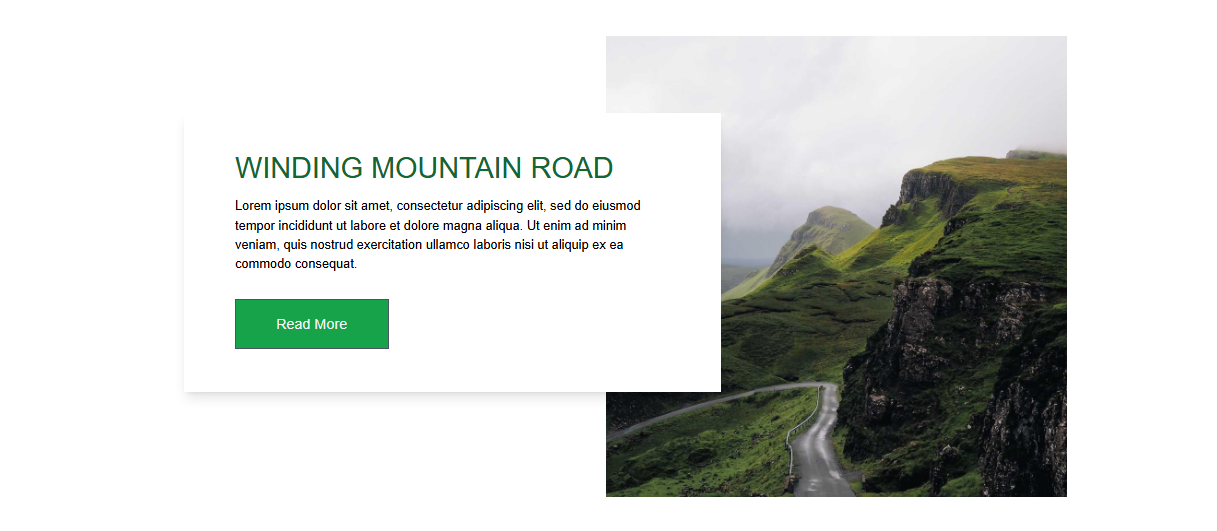 WINDING MOUNTAIN ROAD
Lorem ipsum dolor sit amet, consectetur adipiscing elit, sed do eiusmod
tempor incididunt ut labore et dolore magna aliqua. Ut enim ad minim
veniam, quis nostrud exercitation ullamco laboris nisi ut aliquip ex ea
commodo consequat.
Read More